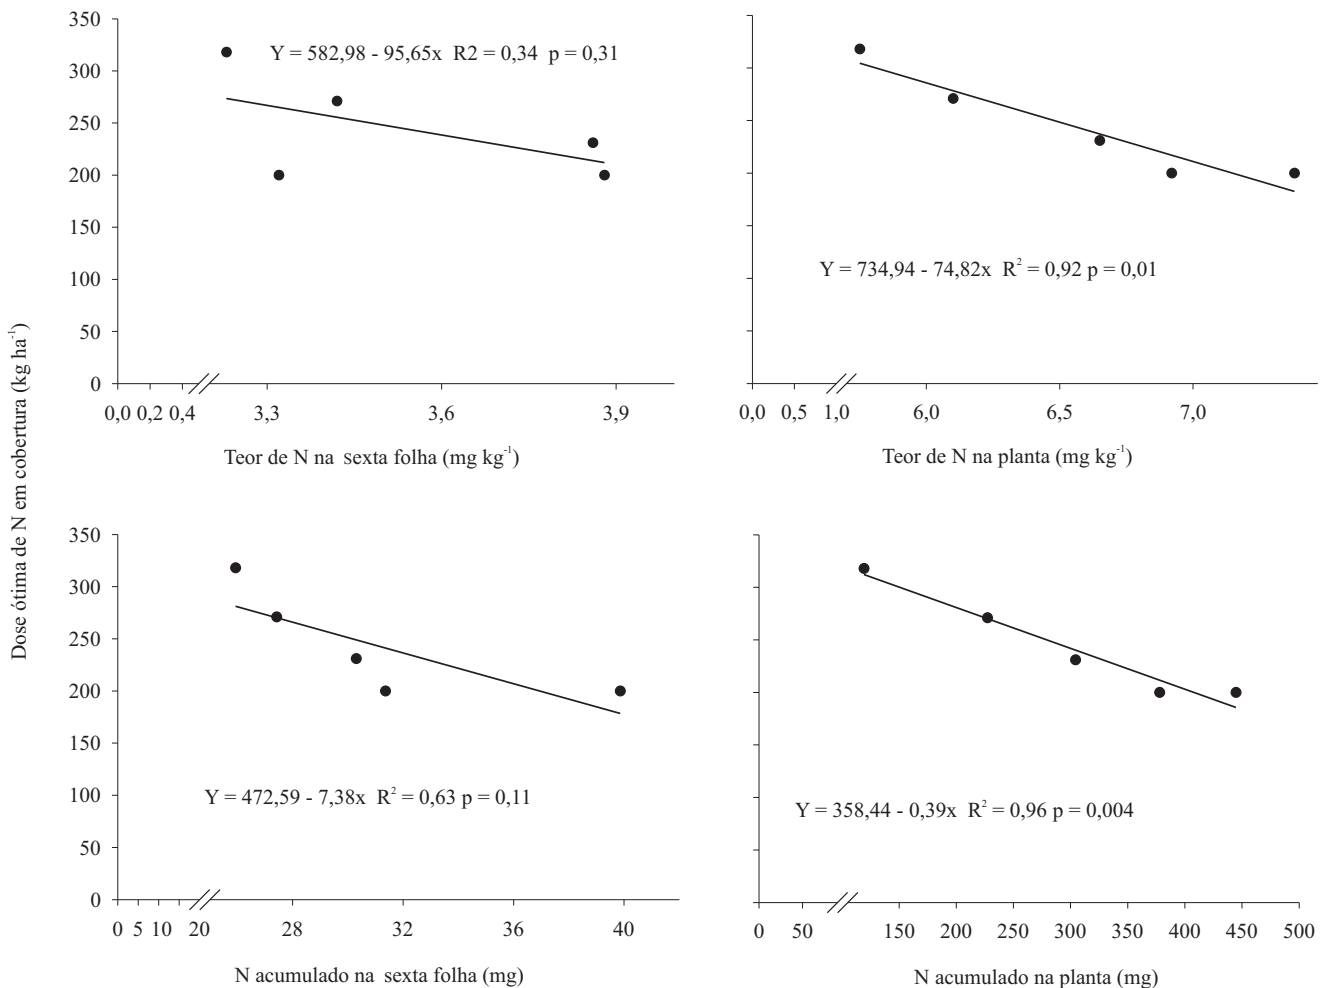 Dose ótima de N em cobertura (kg ha⁻¹)
350
300
250
200
150
100
50
0
Y = 582,98 - 95,65x R2 = 0,34 p = 0,31
0,0 0,2 0,4 3,3 3,6 3,9
Teor de N na sexta folha (mg kg⁻¹)
Y = 734,94 - 74,82x R² = 0,92 p = 0,01
0,0 0,5 1,0 6,0 6,5 7,0
Teor de N na planta (mg kg⁻¹)
350
300
250
200
150
100
50
0
Y = 472,59 - 7,38x R² = 0,63 p = 0,11
0 5 10 20 28 32 36 40
N acumulado na sexta folha (mg)
Y = 358,44 - 0,39x R² = 0,96 p = 0,004
0 50 150 200 250 300 350 400 450 500
N acumulado na planta (mg)